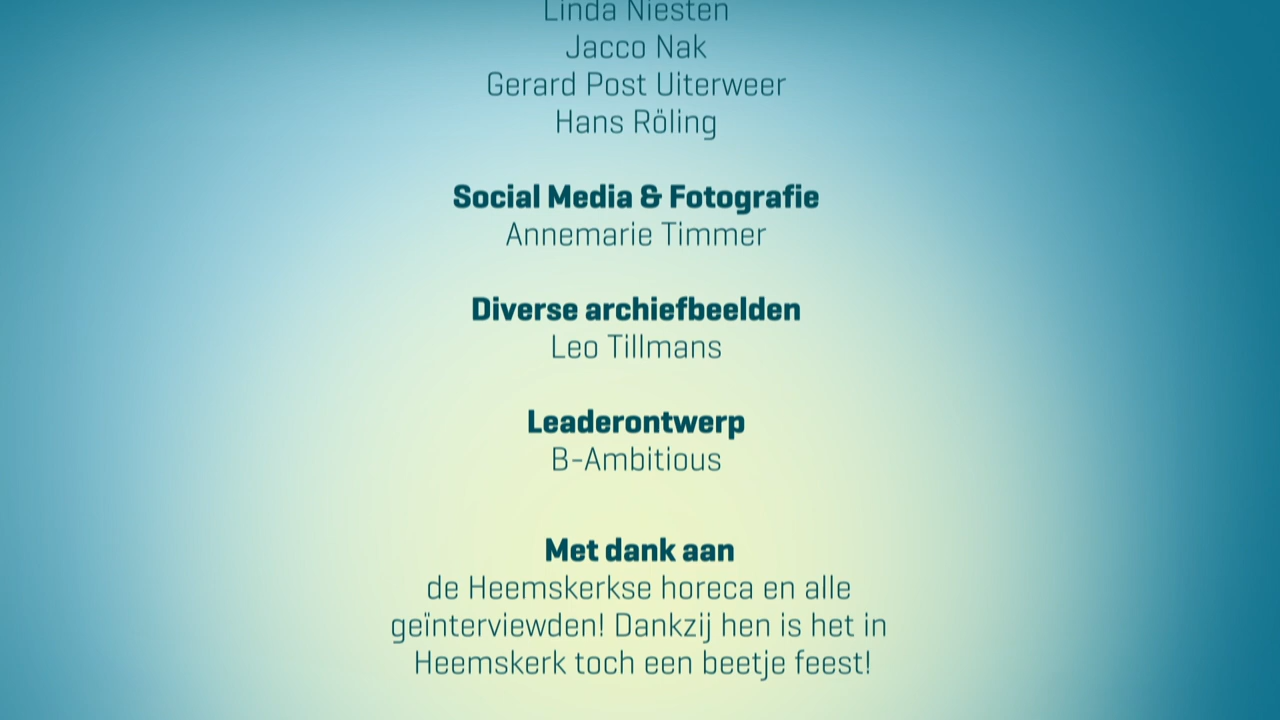 Linda Niesten
Jacco Nak
Gerard Post Uiterweer
Hans Röling
Social Media & Fotografie
Annemarie Timmer
Diverse archiefbeelden
Leo Tillmans
Leaderontwerp
B-Ambitious
Met dank aan
de Heemskerkse horeca en alle
geïnterviewden! Dankzij hen is het in
Heemskerk toch een beetje feest!